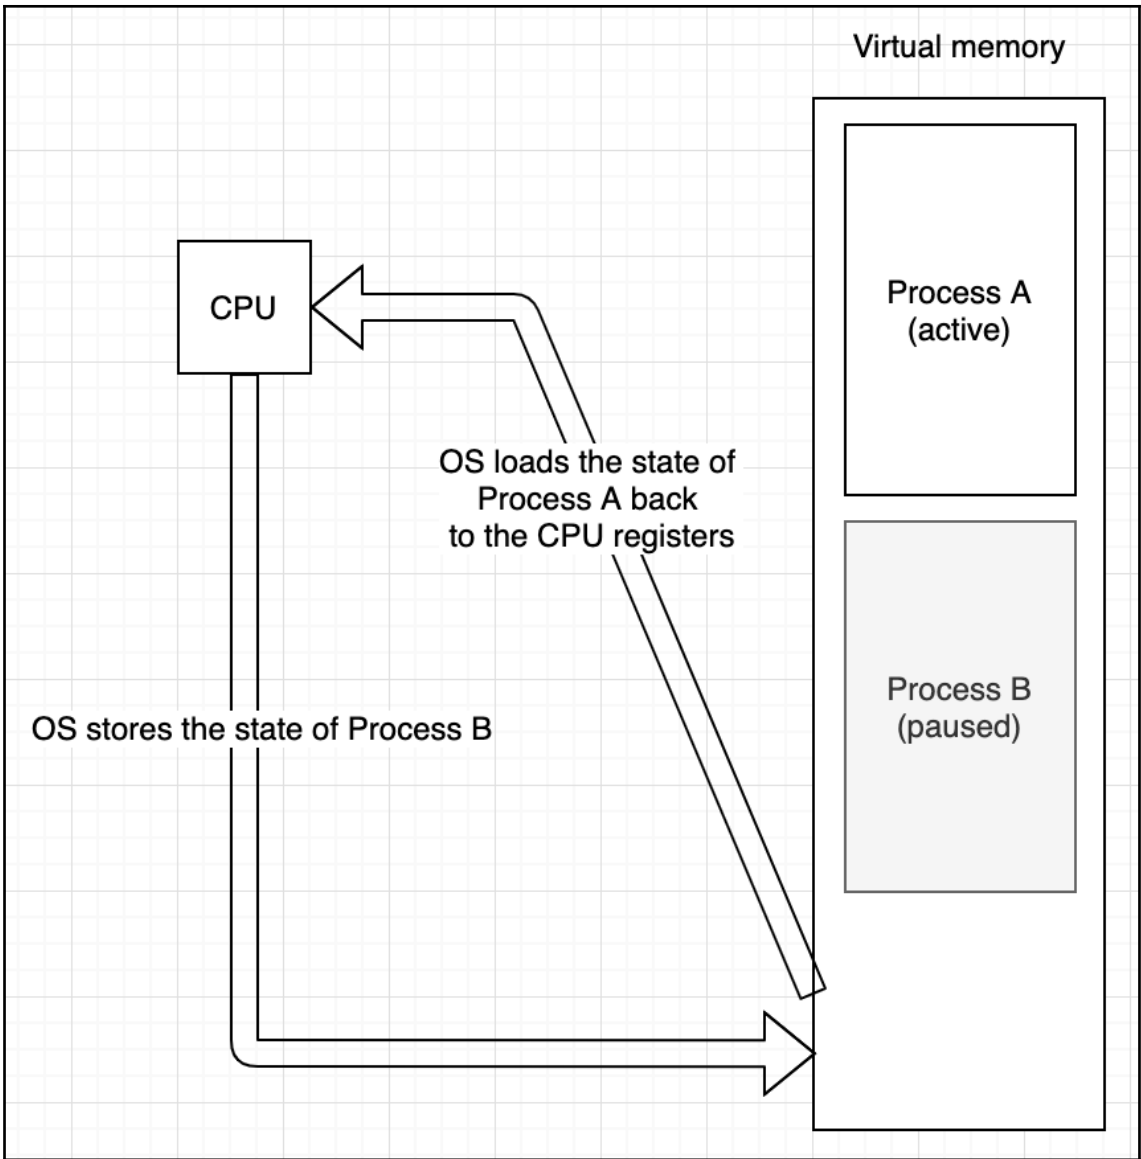 Virtual memory
Process A
(active)
CPU
OS loads the state of
Process A back
to the CPU registers
Process B
(paused)
OS stores the state of Process B